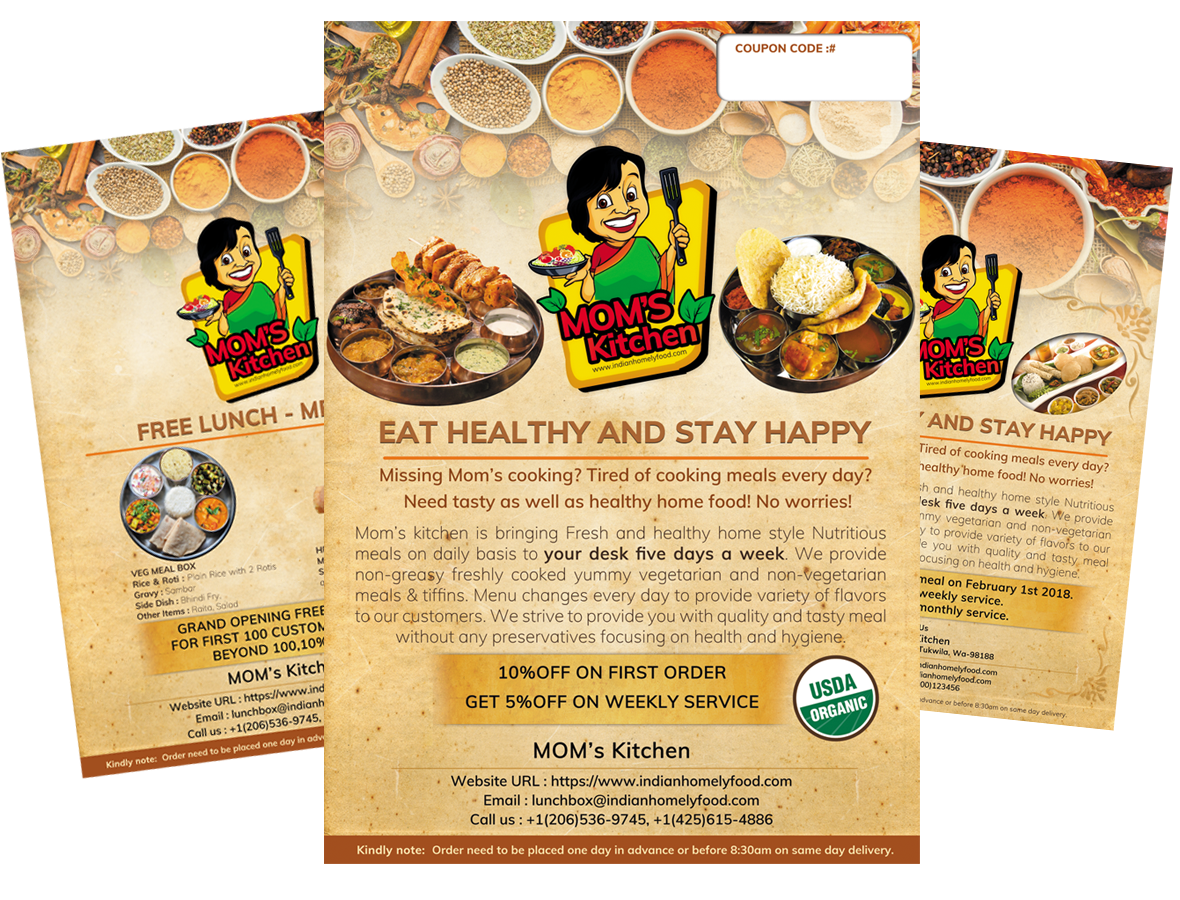 COUPON CODE :#
MOM'S
Kitchen
www.indianhomelyfood.com
EAT HEALTHY AND STAY HAPPY
Missing Mom's cooking? Tired of cooking meals every day?
Need tasty as well as healthy home food! No worries!
Mom's kitchen is bringing Fresh and healthy home style Nutritious
meals on daily basis to your desk five days a week. We provide
non-greasy freshly cooked yummy vegetarian and non-vegetarian
meals & tiffins. Menu changes every day to provide variety of flavors
to our customers. We strive to provide you with quality and tasty meal
without any preservatives focusing on health and hygiene.
10%OFF ON FIRST ORDER
GET 5%OFF ON WEEKLY SERVICE
USDA
ORGANIC
MOM's Kitchen
Website URL : https://www.indianhomelyfood.com
Email : lunchbox@indianhomelyfood.com
Call us : +1(206)536-9745, +1(425)615-4886
Kindly note: Order need to be placed one day in advance or before 8:30am on same day delivery.
MOM'S
Kitchen
www.indianhomelyfood.com
FREE LUNCH -
VEG MEAL BOX
Rice & Roti : Plain Rice with 2 Rotis
Gravy : Sambar
Side Dish : Bhindi Fry,
Other Items : Raita, Salad
GRAND OPENING FREE
FOR FIRST 100
BEYOND 100,10%
MOM's
Website URL : https://www.
Email : lunchbox@
Call us : +1(206)536-9745,
Kindly note: Order need to be placed one day in
MOM'S
Kitchen
www.indianhomelyfood.com
AND STAY HAPPY
Tired of cooking meals every day?
healthy home food! No worries!
and healthy home style Nutritious
desk five days a week. We provide
vegetarian and non-vegetarian
to provide variety of flavors to our
you with quality and tasty meal
focusing on health and hygiene.
meal on February 1st 2018.
weekly service.
monthly service.
Us
Kitchen
Tukwila, Wa-98188
)123456
or before 8:30am on same day delivery.